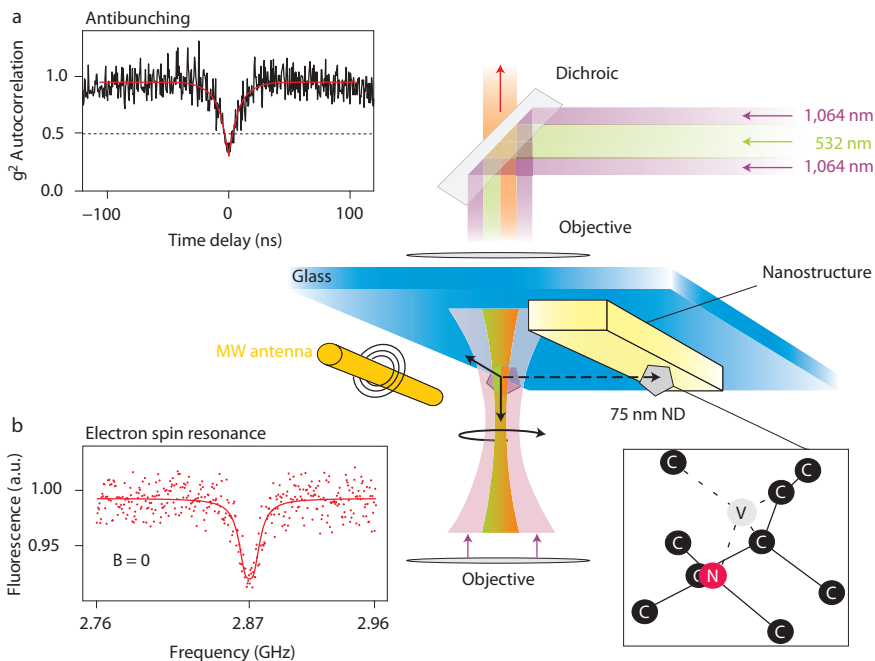 a
Antibunching
g² Autocorrelation
1.0
0.5
0.0
−100
0
100
Time delay (ns)
Dichroic
1,064 nm
532 nm
1,064 nm
Objective
Glass
Nanostructure
MW antenna
75 nm ND
b
Electron spin resonance
Fluorescence (a.u.)
1.00
0.95
B = 0
2.76
2.87
2.96
Frequency (GHz)
Objective
C
C
C
V
C
C
C
N
C
C
C